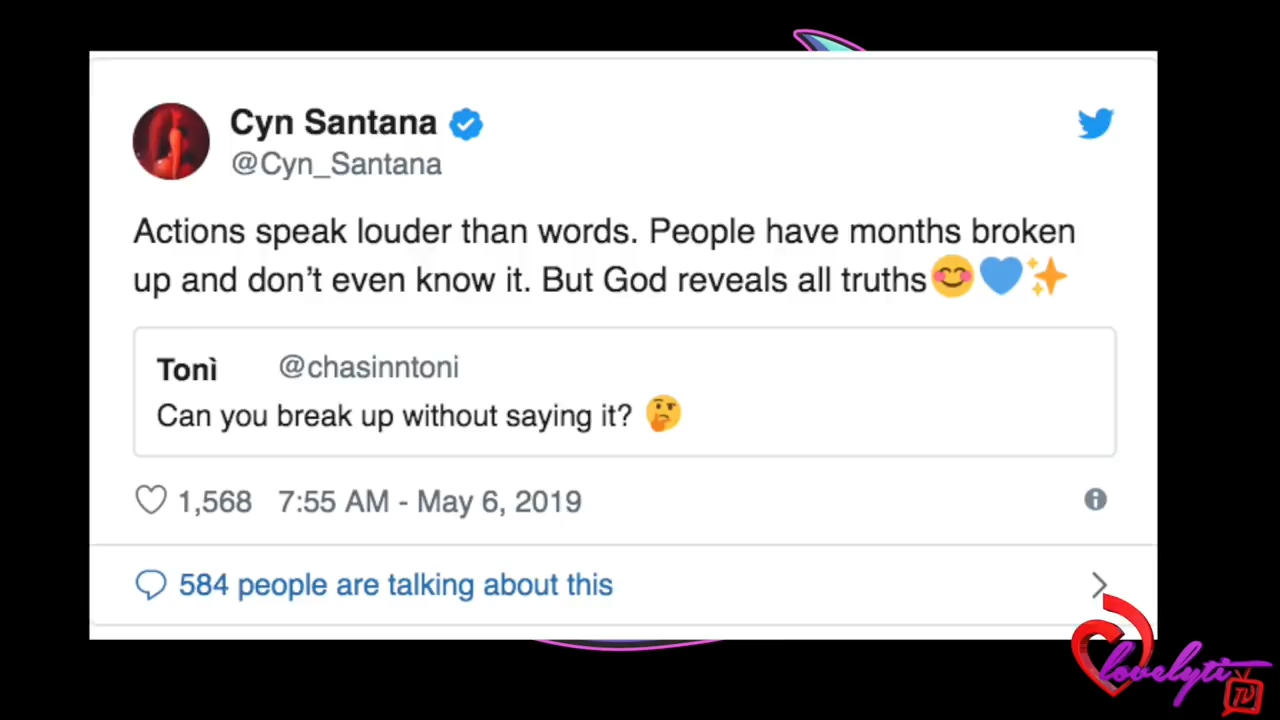 Cyn Santana
@Cyn_Santana
Actions speak louder than words. People have months broken
up and don’t even know it. But God reveals all truths😊💙✨
Tonì @chasinntoni
Can you break up without saying it? 🤔
1,568 7:55 AM - May 6, 2019
584 people are talking about this
lovelyti
TV